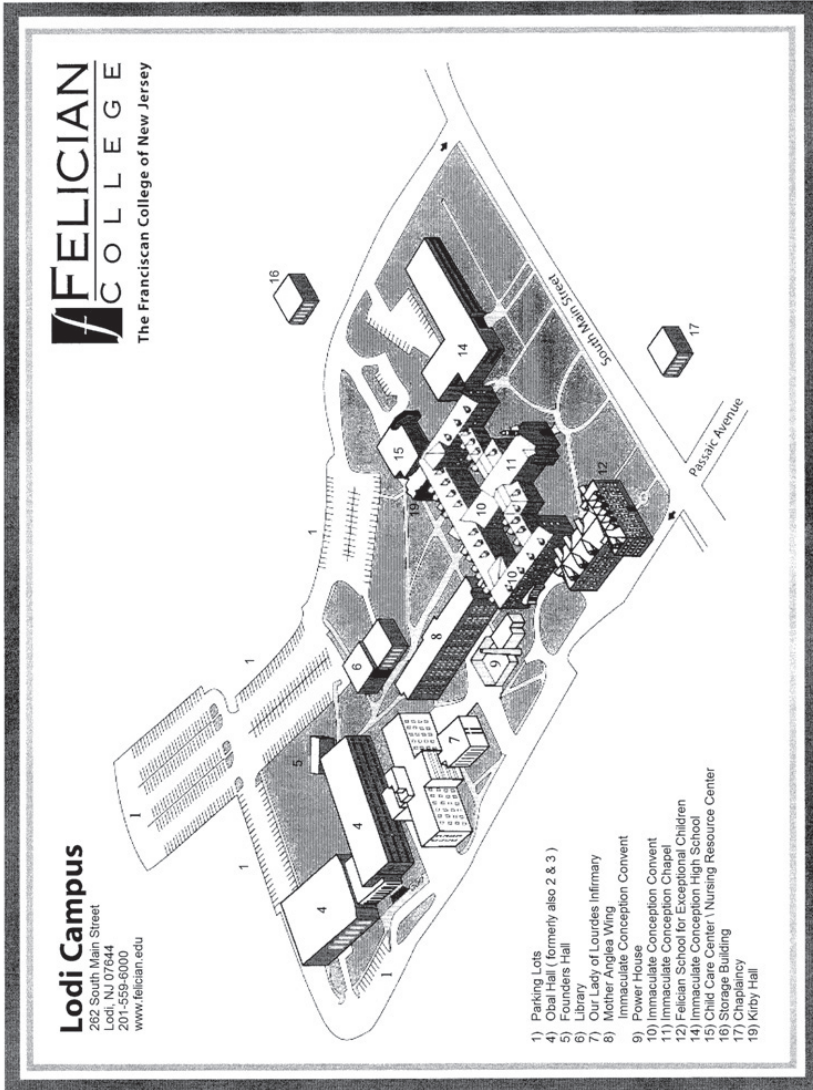 Lodi Campus
262 South Main Street
Lodi, NJ 07644
201-559-6000
www.felician.edu
f FELICIAN
COLLEGE
The Franciscan College of New Jersey
1
1
1
1
1
4
4
5
6
7
8
9
10
10
11
12
14
15
16
17
19
South Main Street
Passaic Avenue
1) Parking Lots
4) Obal Hall ( formerly also 2 & 3 )
5) Founders Hall
6) Library
7) Our Lady of Lourdes Infirmary
8) Mother Anglea Wing
Immaculate Conception Convent
9) Power House
10) Immaculate Conception Convent
11) Immaculate Conception Chapel
12) Felician School for Exceptional Children
14) Immaculate Conception High School
15) Child Care Center \ Nursing Resource Center
16) Storage Building
17) Chaplaincy
19) Kirby Hall